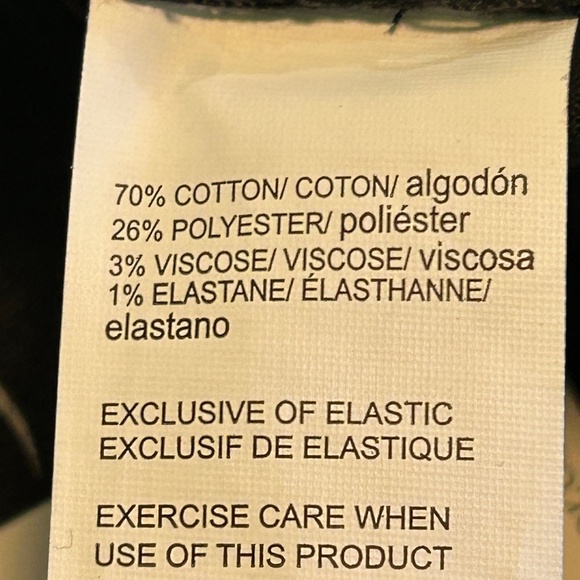 70% COTTON/ COTON/ algodón
26% POLYESTER/ poliéster
3% VISCOSE/ VISCOSE/ viscosa
1% ELASTANE/ ÉLASTHANNE/
elastano
EXCLUSIVE OF ELASTIC
EXCLUSIF DE ELASTIQUE
EXERCISE CARE WHEN
USE OF THIS PRODUCT